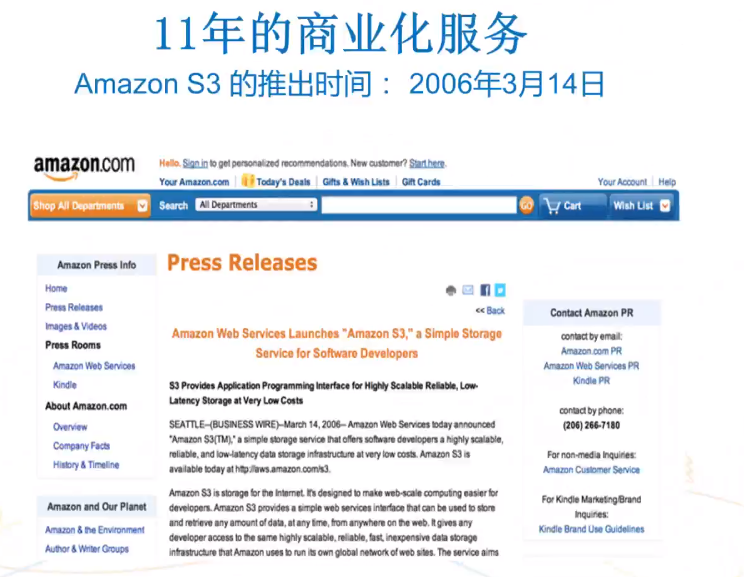 11年的商业化服务
Amazon S3 的推出时间： 2006年3月14日
amazon.com
Hello. Sign in to get personalized recommendations. New customer? Start here.
Your Amazon.com
Today's Deals
Gifts & Wish Lists
Gift Cards
Your Account
Help
Shop All Departments
Search
All Departments
GO
Cart
Wish List
Amazon Press Info
Home
Press Releases
Images & Videos
Press Rooms
Amazon Web Services
Kindle
About Amazon.com
Overview
Company Facts
History & Timeline
Amazon and Our Planet
Amazon & the Environment
Author & Writer Groups
Press Releases
<< Back
Amazon Web Services Launches "Amazon S3," a Simple Storage
Service for Software Developers
S3 Provides Application Programming Interface for Highly Scalable Reliable, Low-
Latency Storage at Very Low Costs
SEATTLE--(BUSINESS WIRE)--March 14, 2006-- Amazon Web Services today announced
"Amazon S3(TM)," a simple storage service that offers software developers a highly scalable,
reliable, and low-latency data storage infrastructure at very low costs. Amazon S3 is
available today at http://aws.amazon.com/s3.
Amazon S3 is storage for the Internet. It's designed to make web-scale computing easier for
developers. Amazon S3 provides a simple web services interface that can be used to store
and retrieve any amount of data, at any time, from anywhere on the web. It gives any
developer access to the same highly scalable, reliable, fast, inexpensive data storage
infrastructure that Amazon uses to run its own global network of web sites. The service aims
Contact Amazon PR
contact by email:
Amazon.com PR
Amazon Web Services PR
Kindle PR
contact by phone:
(206) 266-7180
For non-media Inquiries:
Amazon Customer Service
For Kindle Marketing/Brand
Inquiries:
Kindle Brand Use Guidelines